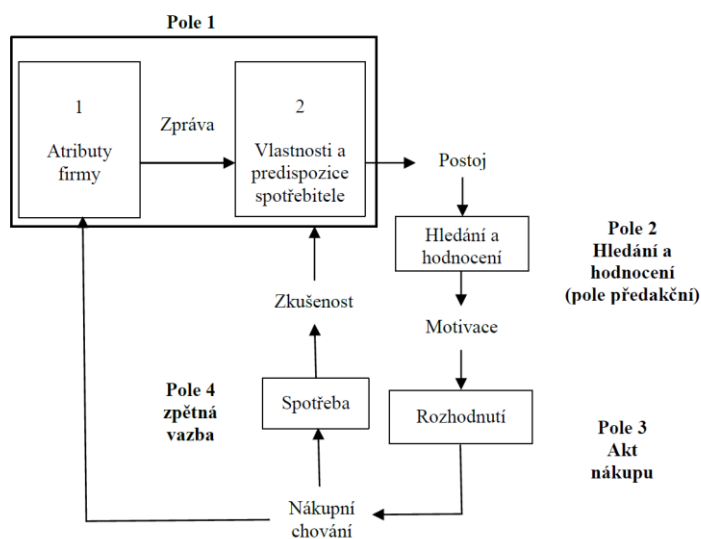 Pole 1
1
Atributy
firmy
Zpráva
2
Vlastnosti a
predispozice
spotřebitele
Postoj
Hledání a
hodnocení
Pole 2
Hledání a
hodnocení
(pole předakční)
Zkušenost
Motivace
Pole 4
zpětná
vazba
Spotřeba
Rozhodnutí
Pole 3
Akt
nákupu
Nákupní
chování